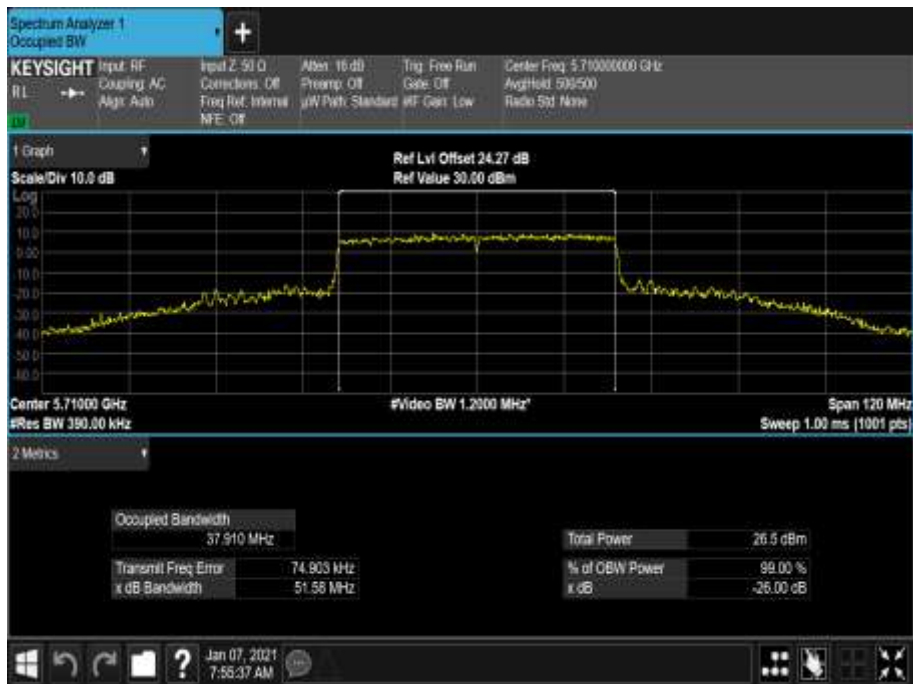 Spectrum Analyzer 1
Occupied BW
KEYSIGHT
RL
Input: RF
Coupling: AC
Align: Auto
Input Z: 50 Ω
Corrections: Off
Freq Ref: Internal
NFE: Off
Atten: 16 dB
Preamp: Off
µW Path: Standard
Trig: Free Run
Gate: Off
#IF Gain: Low
Center Freq: 5.710000000 GHz
Avg|Hold: 500/500
Radio Std: None
1 Graph
Scale/Div 10.0 dB
Ref Lvl Offset 24.27 dB
Ref Value 30.00 dBm
Log
20.0
10.0
0.00
-10.0
-20.0
-30.0
-40.0
-50.0
-60.0
Center 5.71000 GHz
#Video BW 1.2000 MHz*
Span 120 MHz
#Res BW 390.00 kHz
Sweep 1.00 ms (1001 pts)
2 Metrics
Occupied Bandwidth
37.910 MHz
Total Power 26.5 dBm
Transmit Freq Error 74.903 kHz
% of OBW Power 99.00 %
x dB Bandwidth 51.58 MHz
x dB -26.00 dB
?
Jan 07, 2021
7:55:37 AM